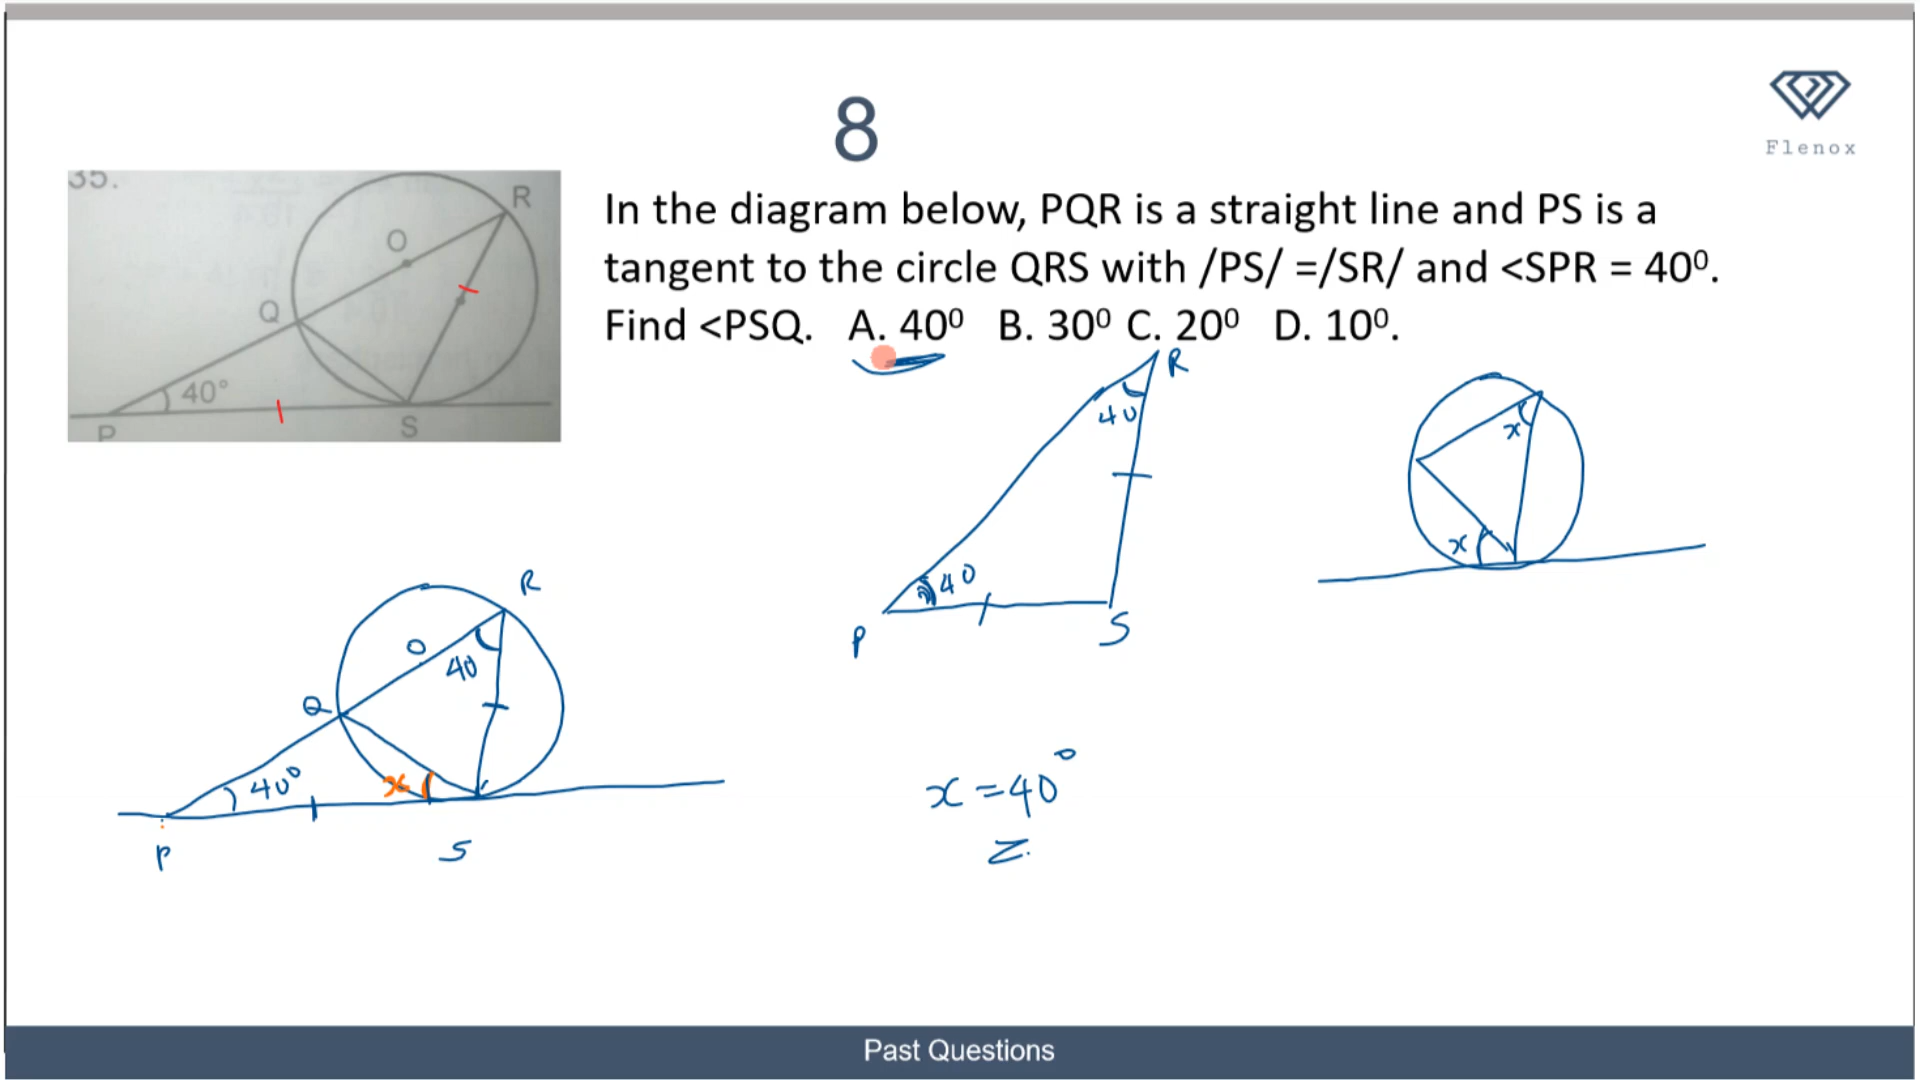 8
Flenox
35.
R
O
Q
40°
P
S
In the diagram below, PQR is a straight line and PS is a
tangent to the circle QRS with /PS/ =/SR/ and <SPR = 40⁰.
Find <PSQ. A. 40⁰ B. 30⁰ C. 20⁰ D. 10⁰.
R
40
40
P
S
x
x
R
O
40
Q
40°
x
P
S
x = 40°
Past Questions